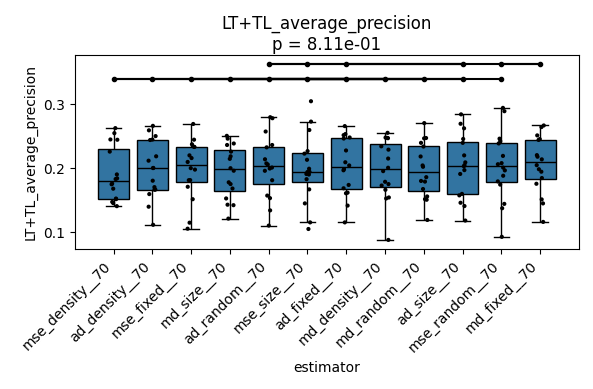 LT+TL_average_precision
p = 8.11e-01
LT+TL_average_precision
0.3
0.2
0.1
mse_density__70
ad_density__70
mse_fixed__70
md_size__70
ad_random__70
mse_size__70
ad_fixed__70
md_density__70
md_random__70
ad_size__70
mse_random__70
md_fixed__70
estimator